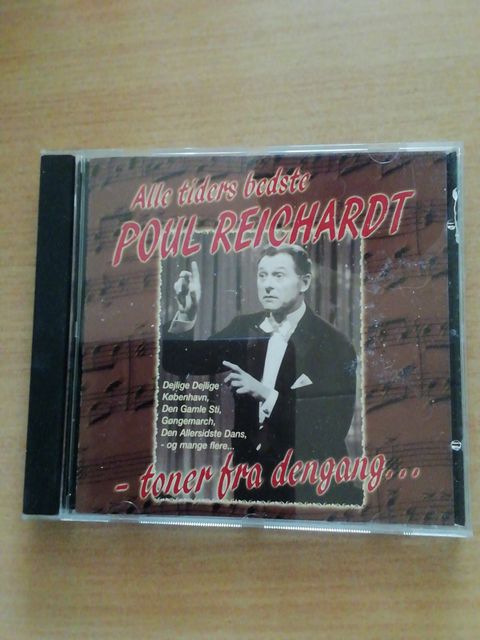 Alle tiders bedste
POUL REICHARDT
Dejlige Dejlige
København,
Den Gamle Sti,
Gøngemarch,
Den Allersidste Dans,
- og mange flere...
- toner fra dengang...